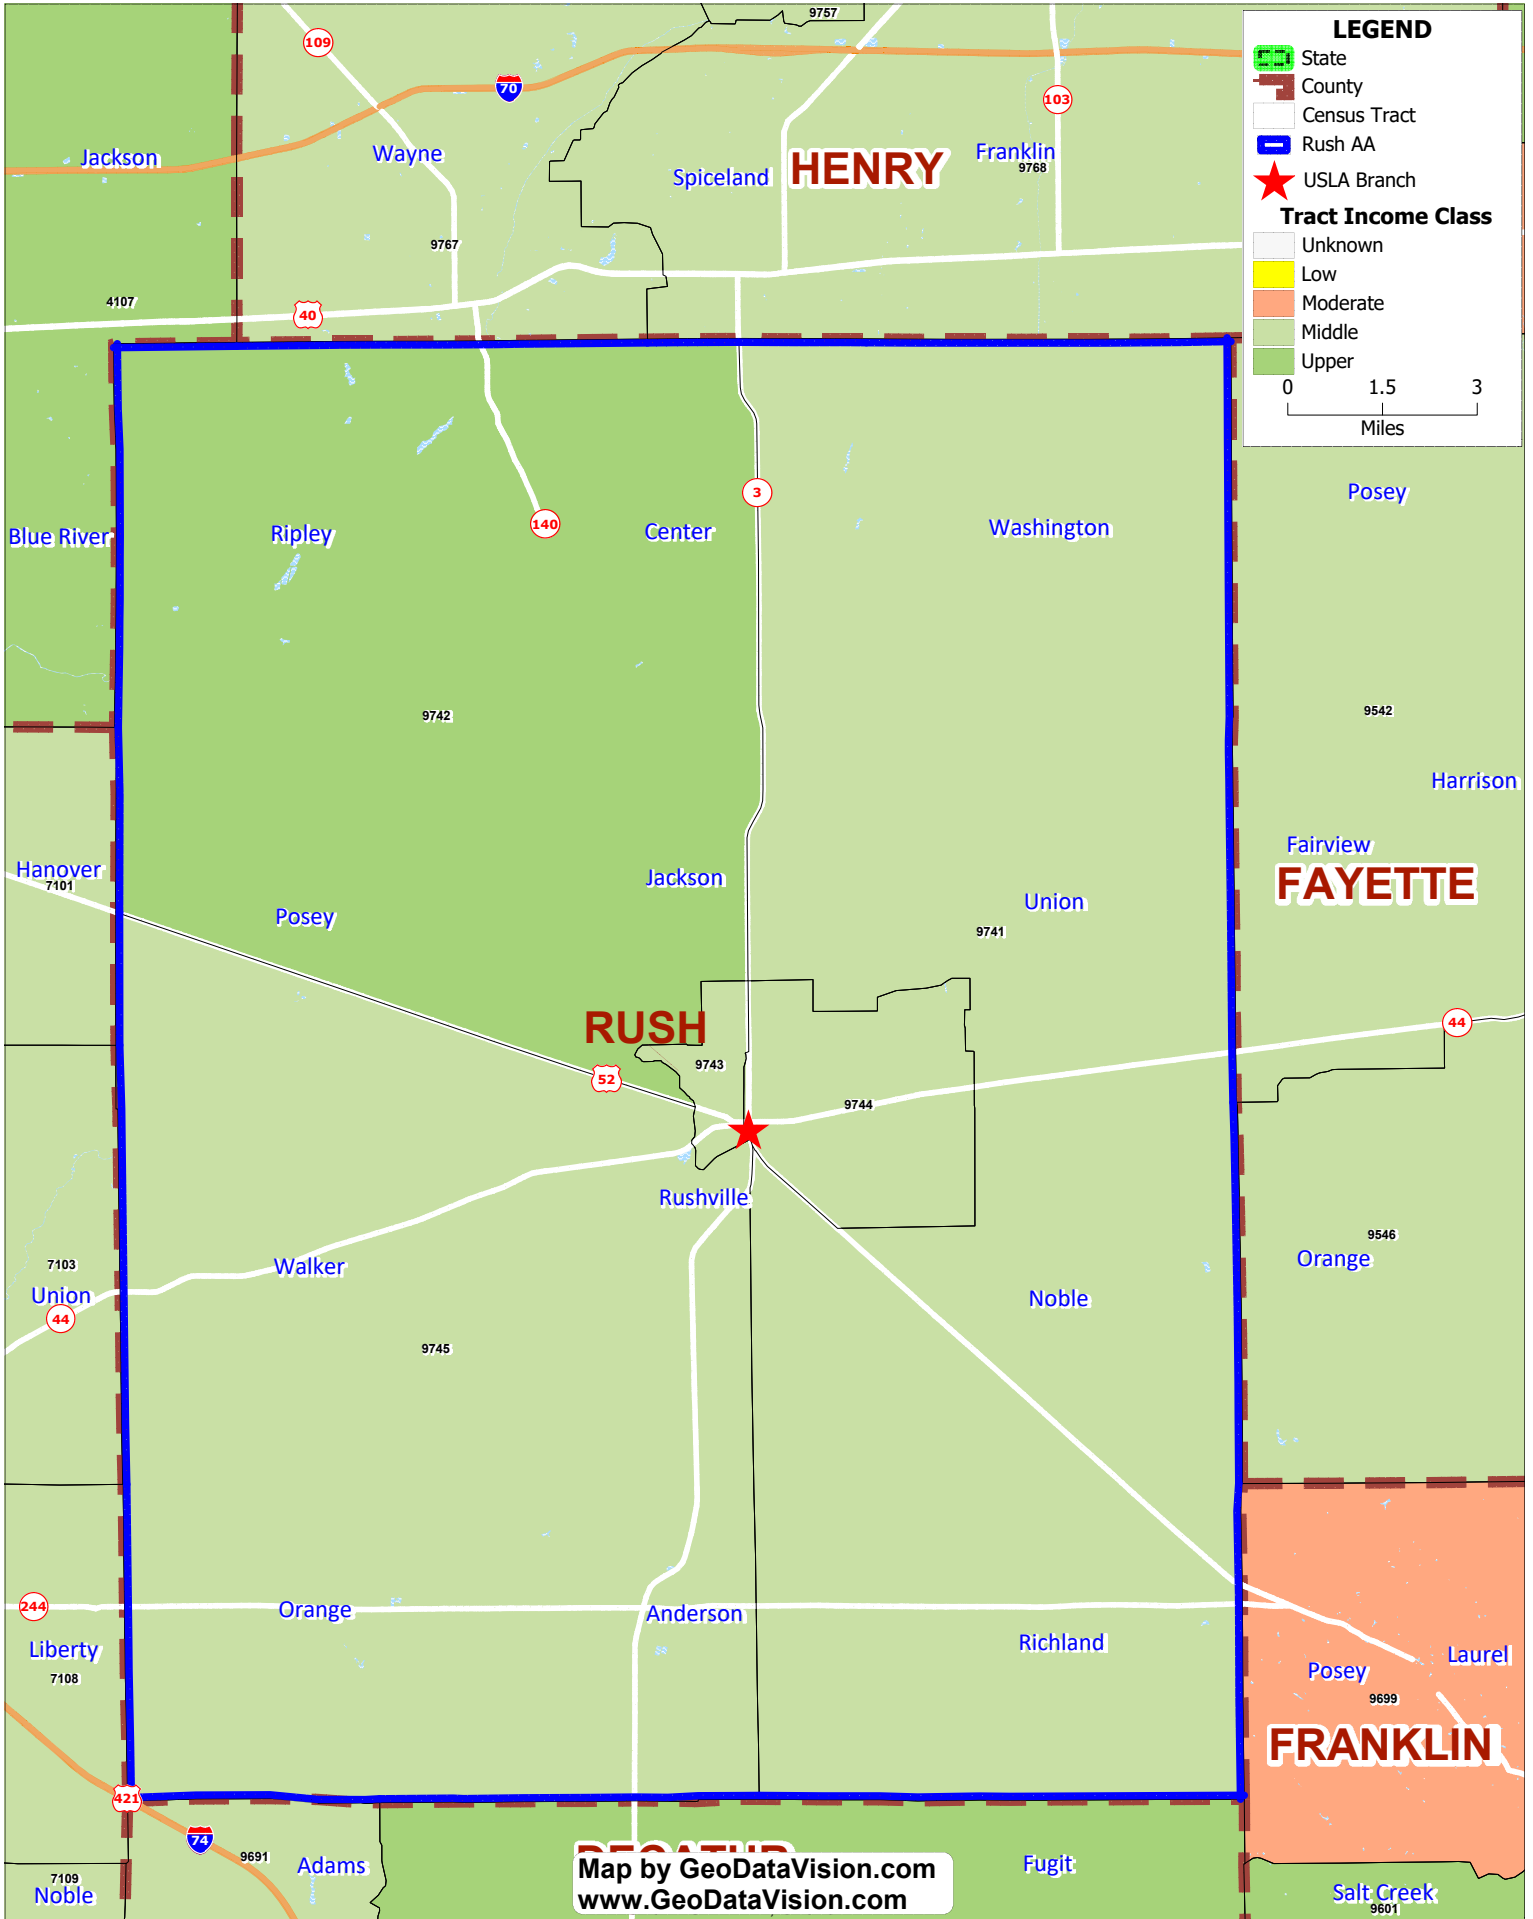 9757
LEGEND
State
County
Census Tract
Rush AA
USLA Branch
Tract Income Class
Unknown
Low
Moderate
Middle
Upper
0 1.5 3
Miles
109
70
103
Jackson
Wayne
Spiceland
HENRY
Franklin
9768
9767
4107
40
3
Posey
Blue River
Ripley
140
Center
Washington
9742
9542
Harrison
Hanover
7101
Jackson
Fairview
FAYETTE
Posey
Union
9741
RUSH
44
9743
52
9744
Rushville
9546
7103
Walker
Orange
Union
44
Noble
9745
244
Orange
Anderson
Liberty
Richland
Laurel
7108
Posey
9699
FRANKLIN
421
74
9691
Adams
DECATUR
Fugit
7109
Noble
Map by GeoDataVision.com
www.GeoDataVision.com
Salt Creek
9601